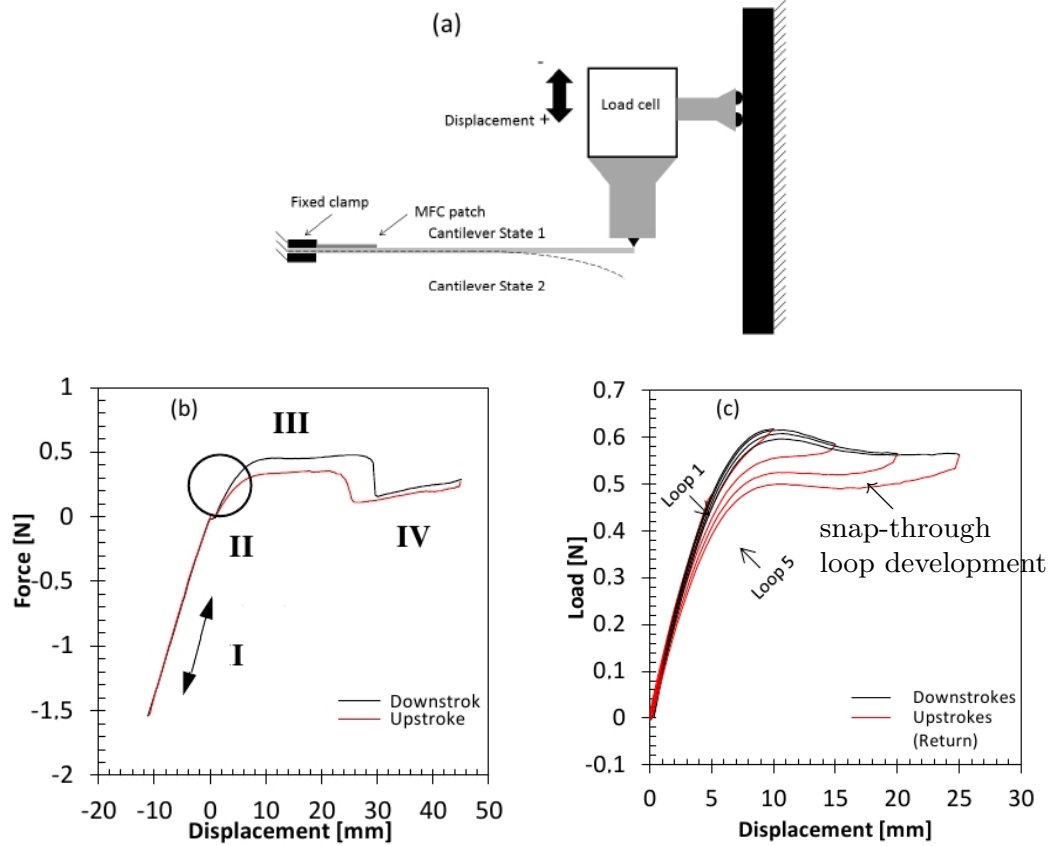 (a)
-
Displacement +
Load cell
Fixed clamp
MFC patch
Cantilever State 1
Cantilever State 2
(b)
Force [N]
1
0.5
0
-0.5
-1
-1.5
-2
III
II
IV
I
Downstrok
Upstroke
-20
-10
0
10
20
30
40
50
Displacement [mm]
(c)
Load [N]
0.7
0.6
0.5
0.4
0.3
0.2
0.1
0
-0.1
Loop 1
Loop 5
snap-through
loop development
Downstrokes
Upstrokes
(Return)
0
5
10
15
20
25
30
Displacement [mm]